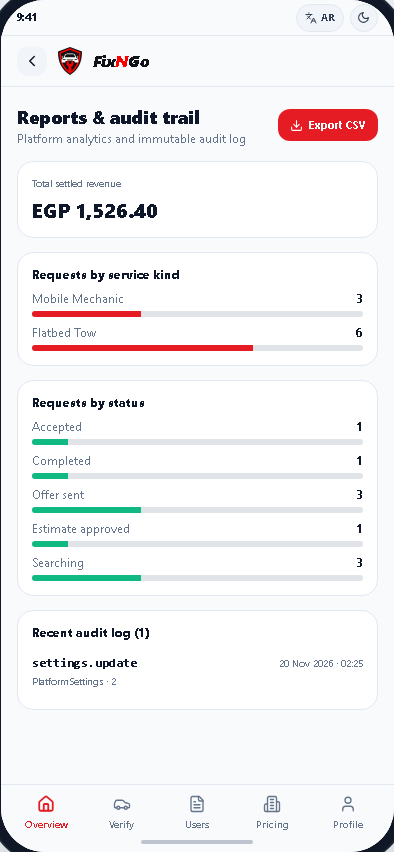 9:41
AR
FixNGo
Reports & audit trail
Platform analytics and immutable audit log
Export CSV
Total settled revenue
EGP 1,526.40
Requests by service kind
Mobile Mechanic 3
Flatbed Tow 6
Requests by status
Accepted 1
Completed 1
Offer sent 3
Estimate approved 1
Searching 3
Recent audit log (1)
settings.update 20 Nov 2026 · 02:25
PlatformSettings · 2
Overview Verify Users Pricing Profile